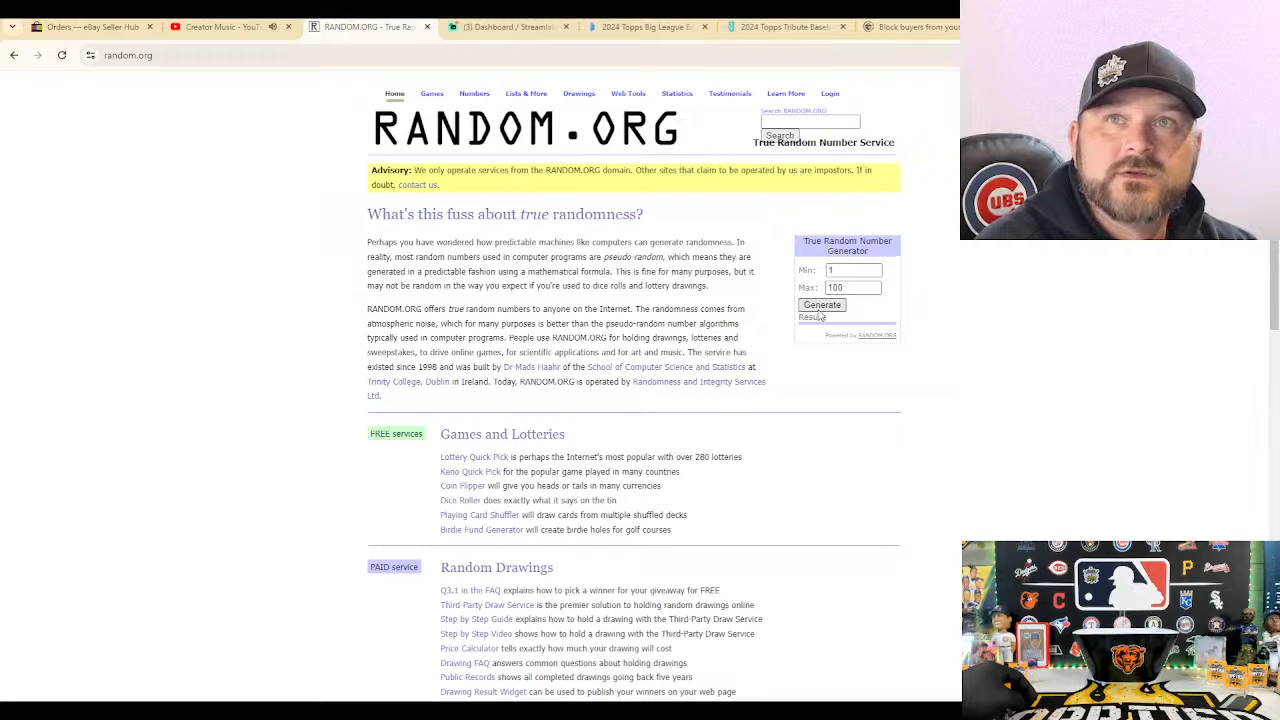 Orders - eBay Seller Hub
Creator Music - YouTu
RANDOM.ORG - True Ran
(3) Dashboard / Streaming
2024 Topps Big League B
2024 Topps Tribute Baseb
Block buyers from your
random.org
Home Games Numbers Lists & More Drawings Web Tools Statistics Testimonials Learn More Login
Search RANDOM.ORG
RANDOM.ORG
Search
True Random Number Service
Advisory: We only operate services from the RANDOM.ORG domain. Other sites that claim to be operated by us are impostors. If in
doubt, contact us.
What's this fuss about true randomness?
Perhaps you have wondered how predictable machines like computers can generate randomness. In
reality, most random numbers used in computer programs are pseudo-random, which means they are
generated in a predictable fashion using a mathematical formula. This is fine for many purposes, but it
may not be random in the way you expect if you're used to dice rolls and lottery drawings.
RANDOM.ORG offers true random numbers to anyone on the Internet. The randomness comes from
atmospheric noise, which for many purposes is better than the pseudo-random number algorithms
typically used in computer programs. People use RANDOM.ORG for holding drawings, lotteries and
sweepstakes, to drive online games, for scientific applications and for art and music. The service has
existed since 1998 and was built by Dr Mads Haahr of the School of Computer Science and Statistics at
Trinity College, Dublin in Ireland. Today, RANDOM.ORG is operated by Randomness and Integrity Services
Ltd.
True Random Number
Generator
Min: 1
Max: 100
Generate
Result:
Powered by RANDOM.ORG
FREE services
Games and Lotteries
Lottery Quick Pick is perhaps the Internet's most popular with over 280 lotteries
Keno Quick Pick for the popular game played in many countries
Coin Flipper will give you heads or tails in many currencies
Dice Roller does exactly what it says on the tin
Playing Card Shuffler will draw cards from multiple shuffled decks
Birdie Fund Generator will create birdie holes for golf courses
PAID service
Random Drawings
Q3.1 in the FAQ explains how to pick a winner for your giveaway for FREE
Third-Party Draw Service is the premier solution to holding random drawings online
Step by Step Guide explains how to hold a drawing with the Third-Party Draw Service
Step by Step Video shows how to hold a drawing with the Third-Party Draw Service
Price Calculator tells exactly how much your drawing will cost
Drawing FAQ answers common questions about holding drawings
Public Records shows all completed drawings going back five years
Drawing Result Widget can be used to publish your winners on your web page
CUBS